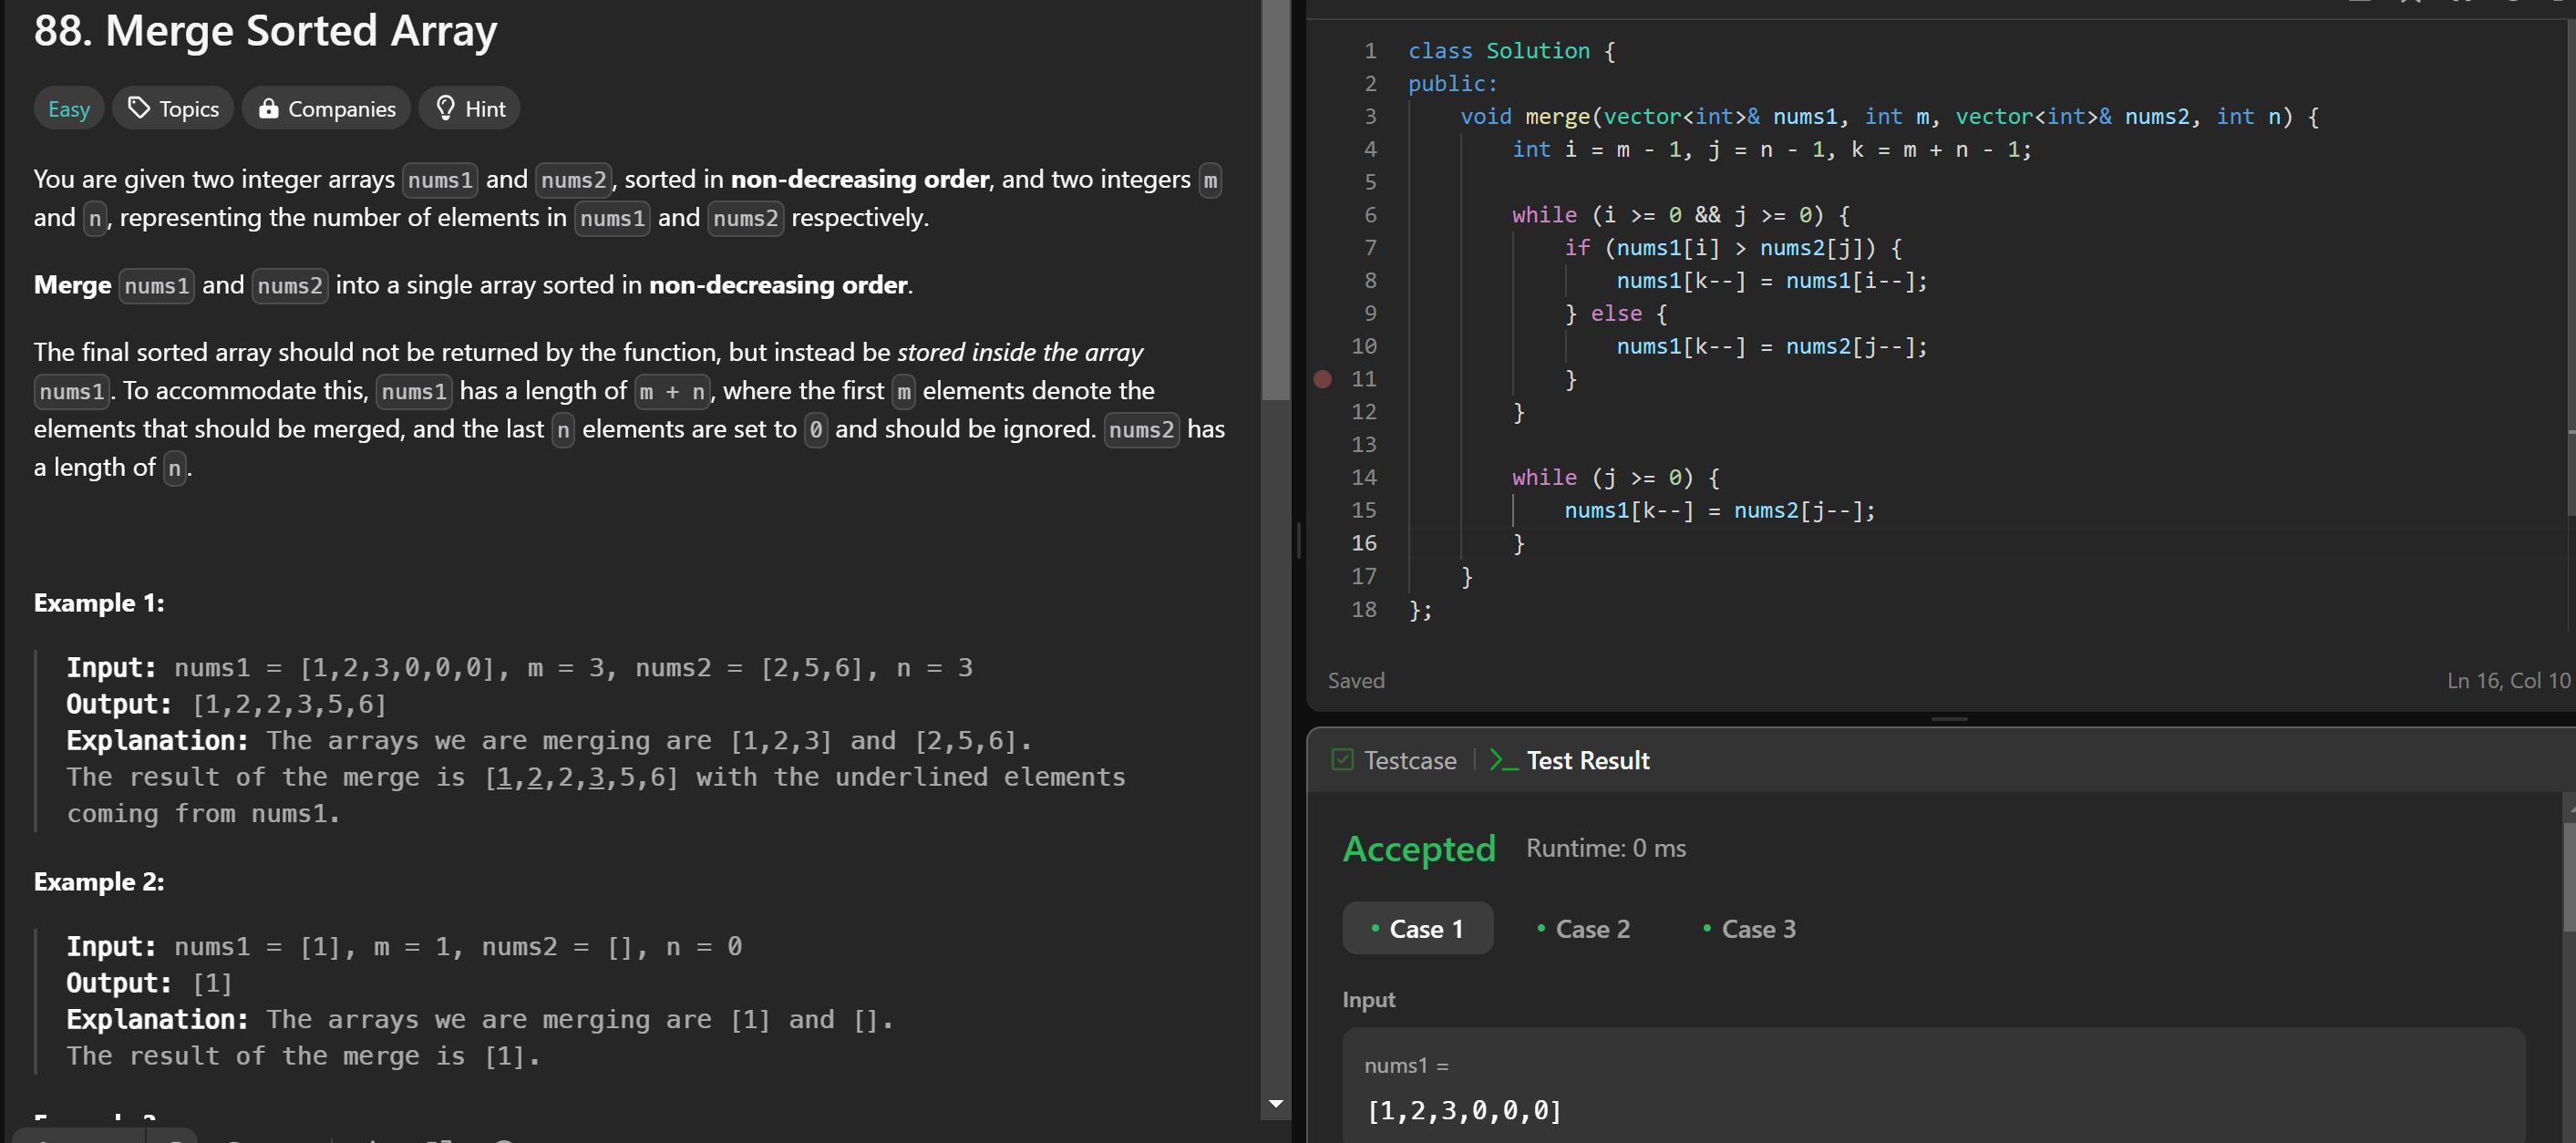 88. Merge Sorted Array
Easy Topics Companies Hint
You are given two integer arrays nums1 and nums2, sorted in non-decreasing order, and two integers m
and n, representing the number of elements in nums1 and nums2 respectively.
Merge nums1 and nums2 into a single array sorted in non-decreasing order.
The final sorted array should not be returned by the function, but instead be stored inside the array
nums1. To accommodate this, nums1 has a length of m + n, where the first m elements denote the
elements that should be merged, and the last n elements are set to 0 and should be ignored. nums2 has
a length of n.
Example 1:
Input: nums1 = [1,2,3,0,0,0], m = 3, nums2 = [2,5,6], n = 3
Output: [1,2,2,3,5,6]
Explanation: The arrays we are merging are [1,2,3] and [2,5,6].
The result of the merge is [1,2,2,3,5,6] with the underlined elements
coming from nums1.
Example 2:
Input: nums1 = [1], m = 1, nums2 = [], n = 0
Output: [1]
Explanation: The arrays we are merging are [1] and [].
The result of the merge is [1].
1 class Solution {
2 public:
3     void merge(vector<int>& nums1, int m, vector<int>& nums2, int n) {
4         int i = m - 1, j = n - 1, k = m + n - 1;
5
6         while (i >= 0 && j >= 0) {
7             if (nums1[i] > nums2[j]) {
8                 nums1[k--] = nums1[i--];
9             } else {
10                 nums1[k--] = nums2[j--];
11             }
12         }
13
14         while (j >= 0) {
15             nums1[k--] = nums2[j--];
16         }
17     }
18 };
Saved
Ln 16, Col 10
Testcase | >_ Test Result
Accepted Runtime: 0 ms
• Case 1 • Case 2 • Case 3
Input
nums1 =
[1,2,3,0,0,0]